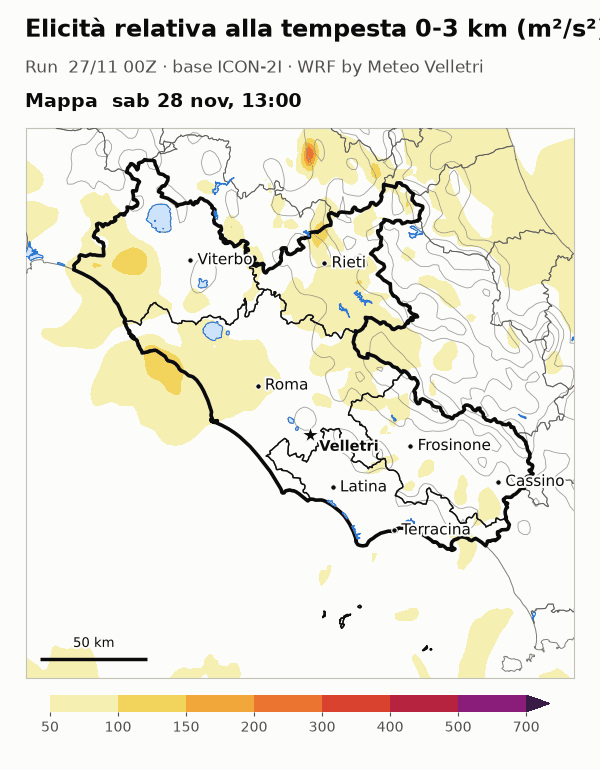 Elicità relativa alla tempesta 0-3 km (m²/s²)
Run  27/11 00Z · base ICON-2I · WRF by Meteo Velletri
Mappa  sab 28 nov, 13:00
Viterbo
Rieti
Roma
Velletri
Frosinone
Cassino
Latina
Terracina
50 km
50 100 150 200 300 400 500 700